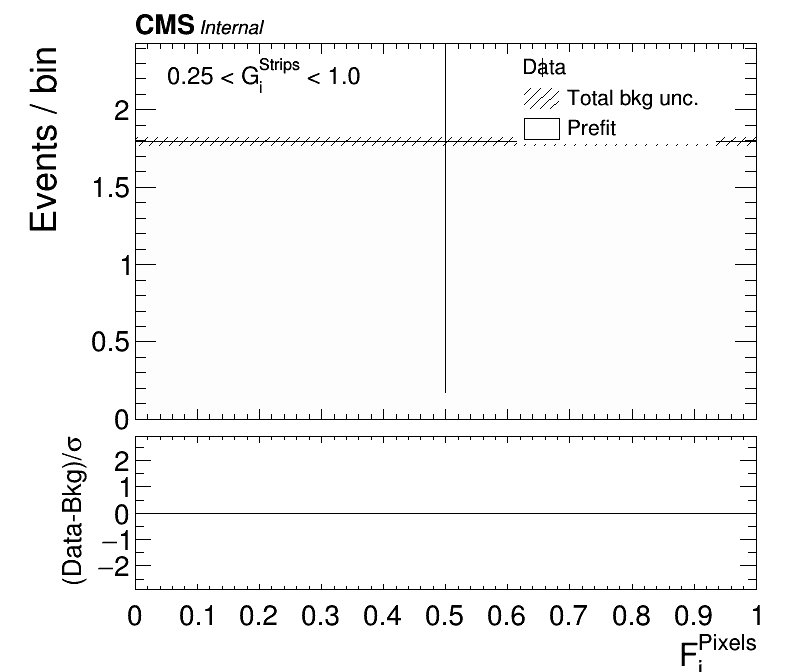 CMS Internal
0.25 < G_i^Strips < 1.0
Data
Total bkg unc.
Prefit
Events / bin
2
1.5
1
0.5
0
(Data-Bkg)/σ
2
1
0
−1
−2
0 0.1 0.2 0.3 0.4 0.5 0.6 0.7 0.8 0.9 1
F_i^Pixels